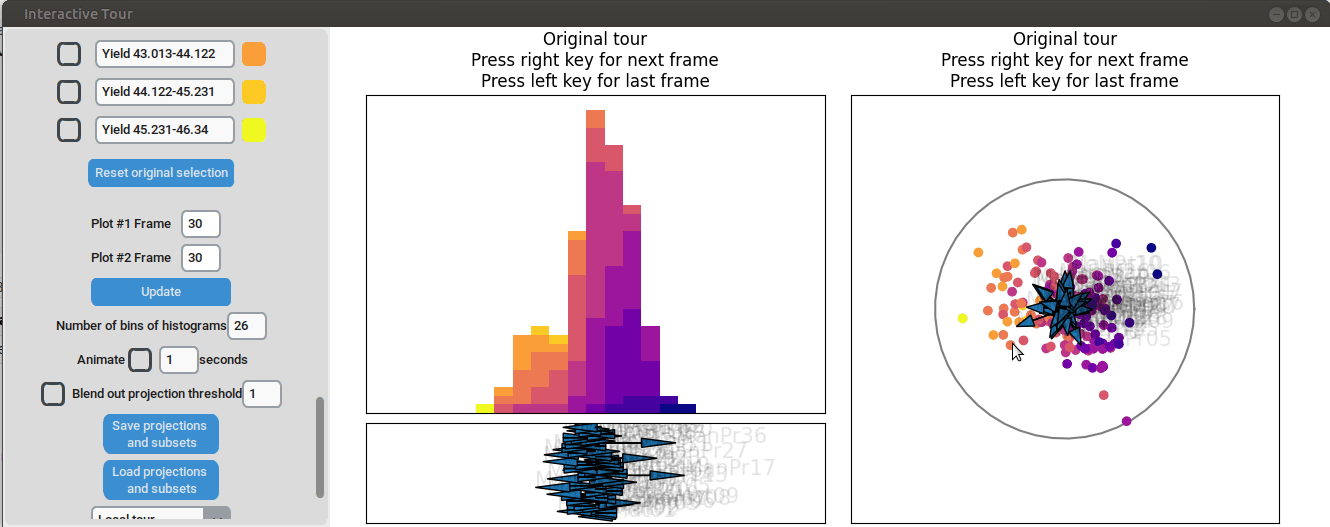 Interactive Tour
Yield 43.013-44.122
Yield 44.122-45.231
Yield 45.231-46.34
Reset original selection
Plot #1 Frame 30
Plot #2 Frame 30
Update
Number of bins of histograms 26
Animate 1 seconds
Blend out projection threshold 1
Save projections
and subsets
Load projections
and subsets
Local tour
Original tour
Press right key for next frame
Press left key for last frame
Original tour
Press right key for next frame
Press left key for last frame